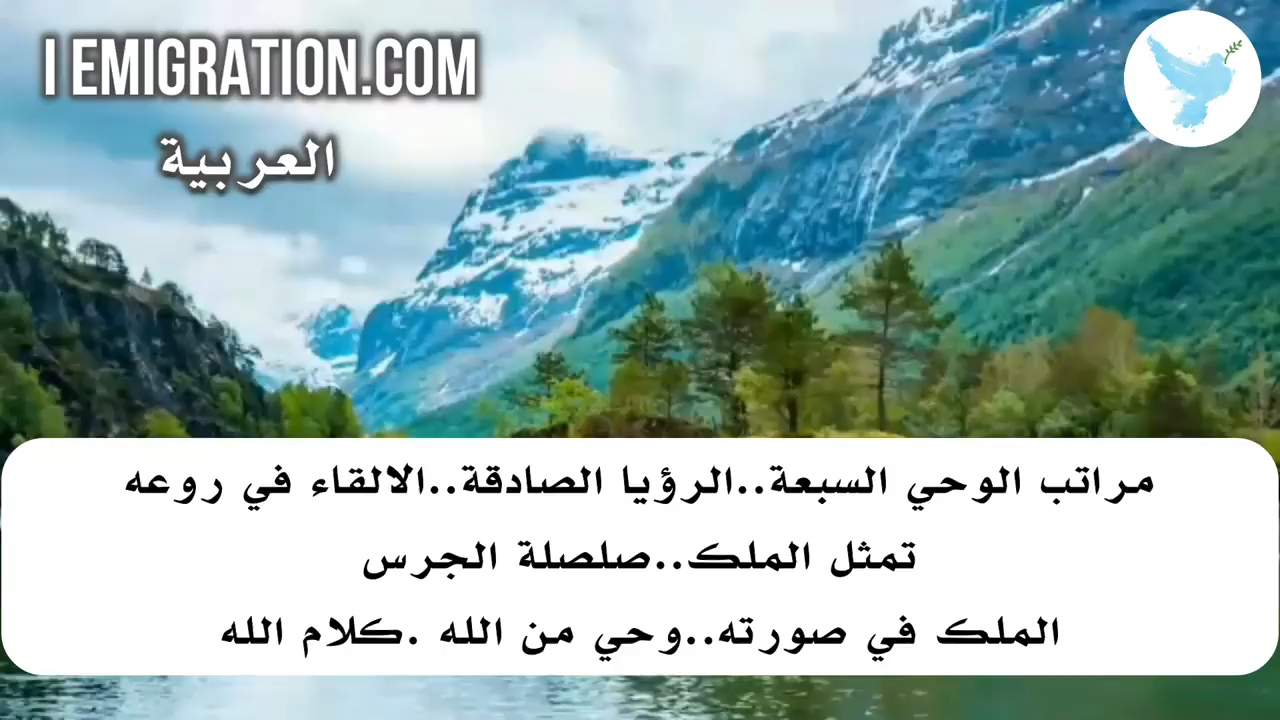 I EMIGRATION.COM
العربية
مراتب الوحي السبعة..الرؤيا الصادقة..الالقاء في روعه
تمثل الملك..صلصلة الجرس
الملك في صورته..وحي من الله .كلام الله